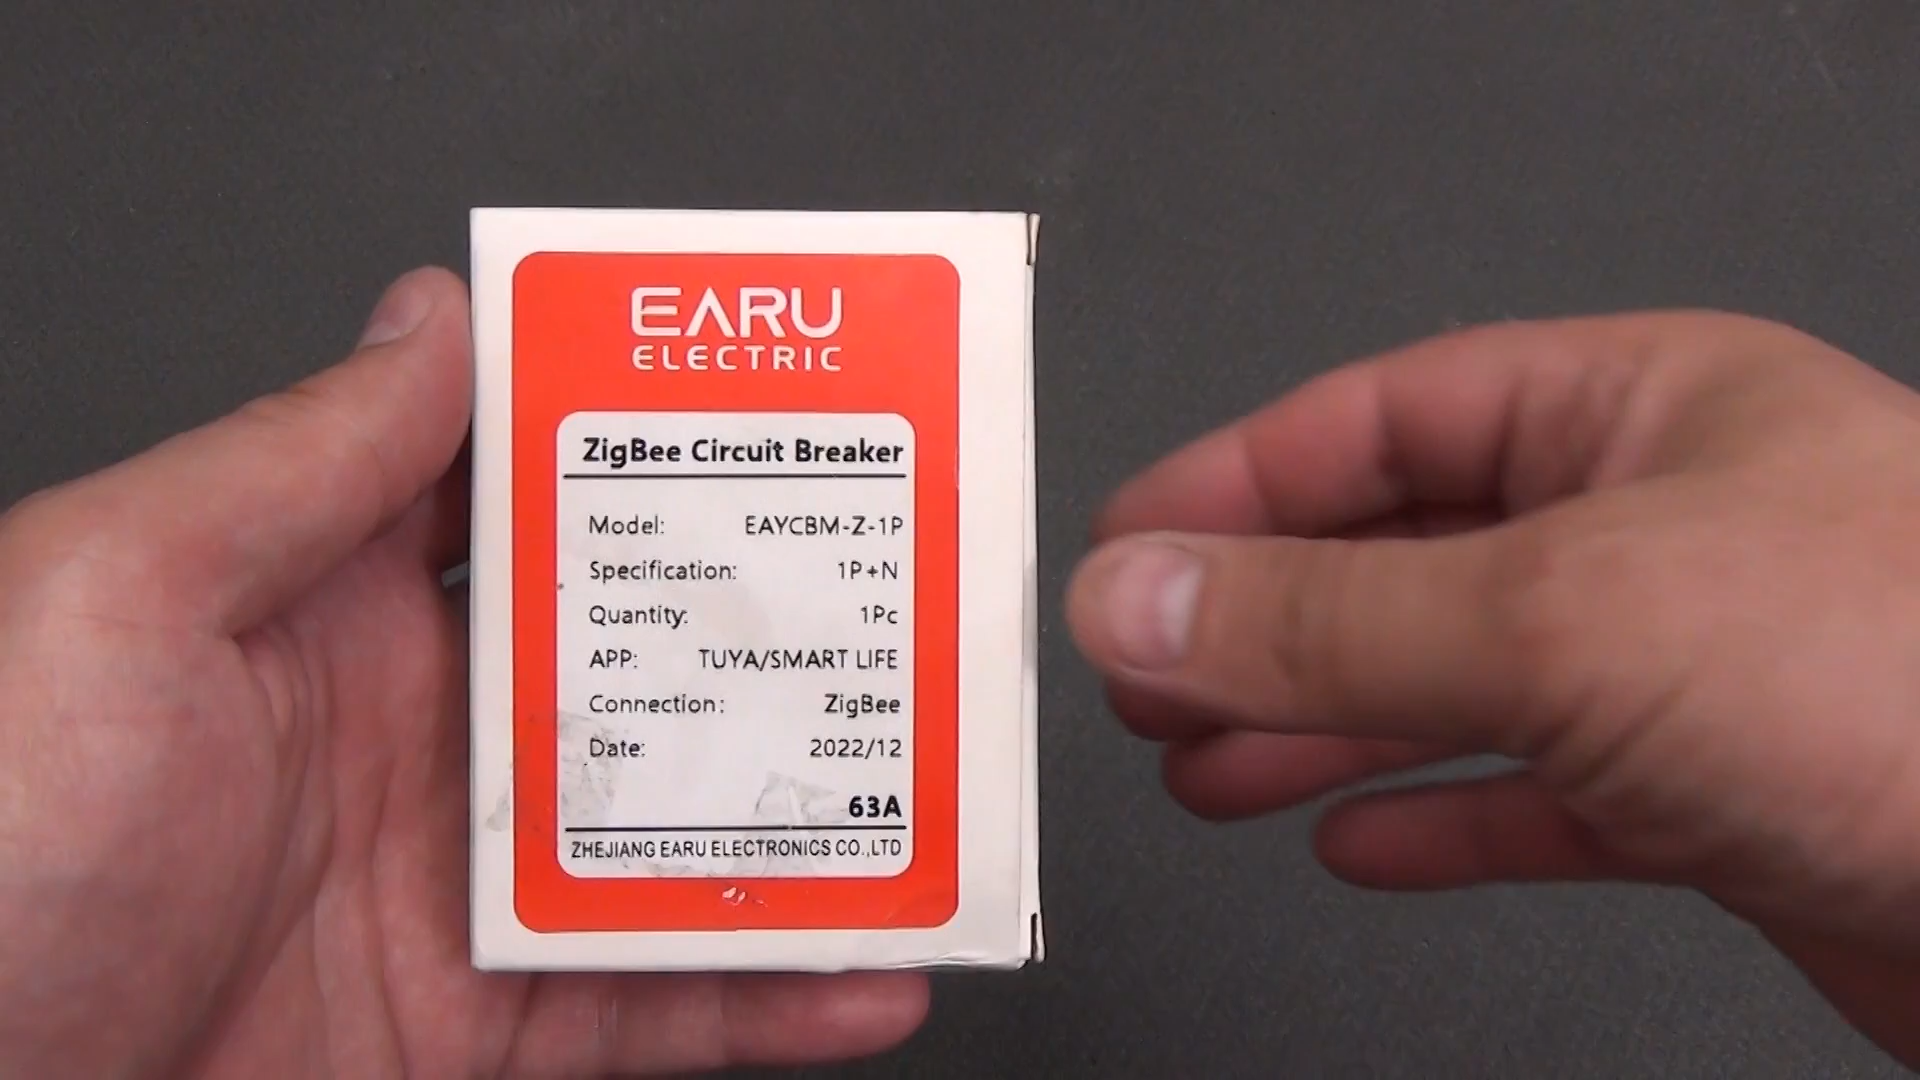 EARU
ELECTRIC
ZigBee Circuit Breaker
Model: EAYCBM-Z-1P
Specification: 1P+N
Quantity: 1Pc
APP: TUYA/SMART LIFE
Connection: ZigBee
Date: 2022/12
63A
ZHEJIANG EARU ELECTRONICS CO.,LTD